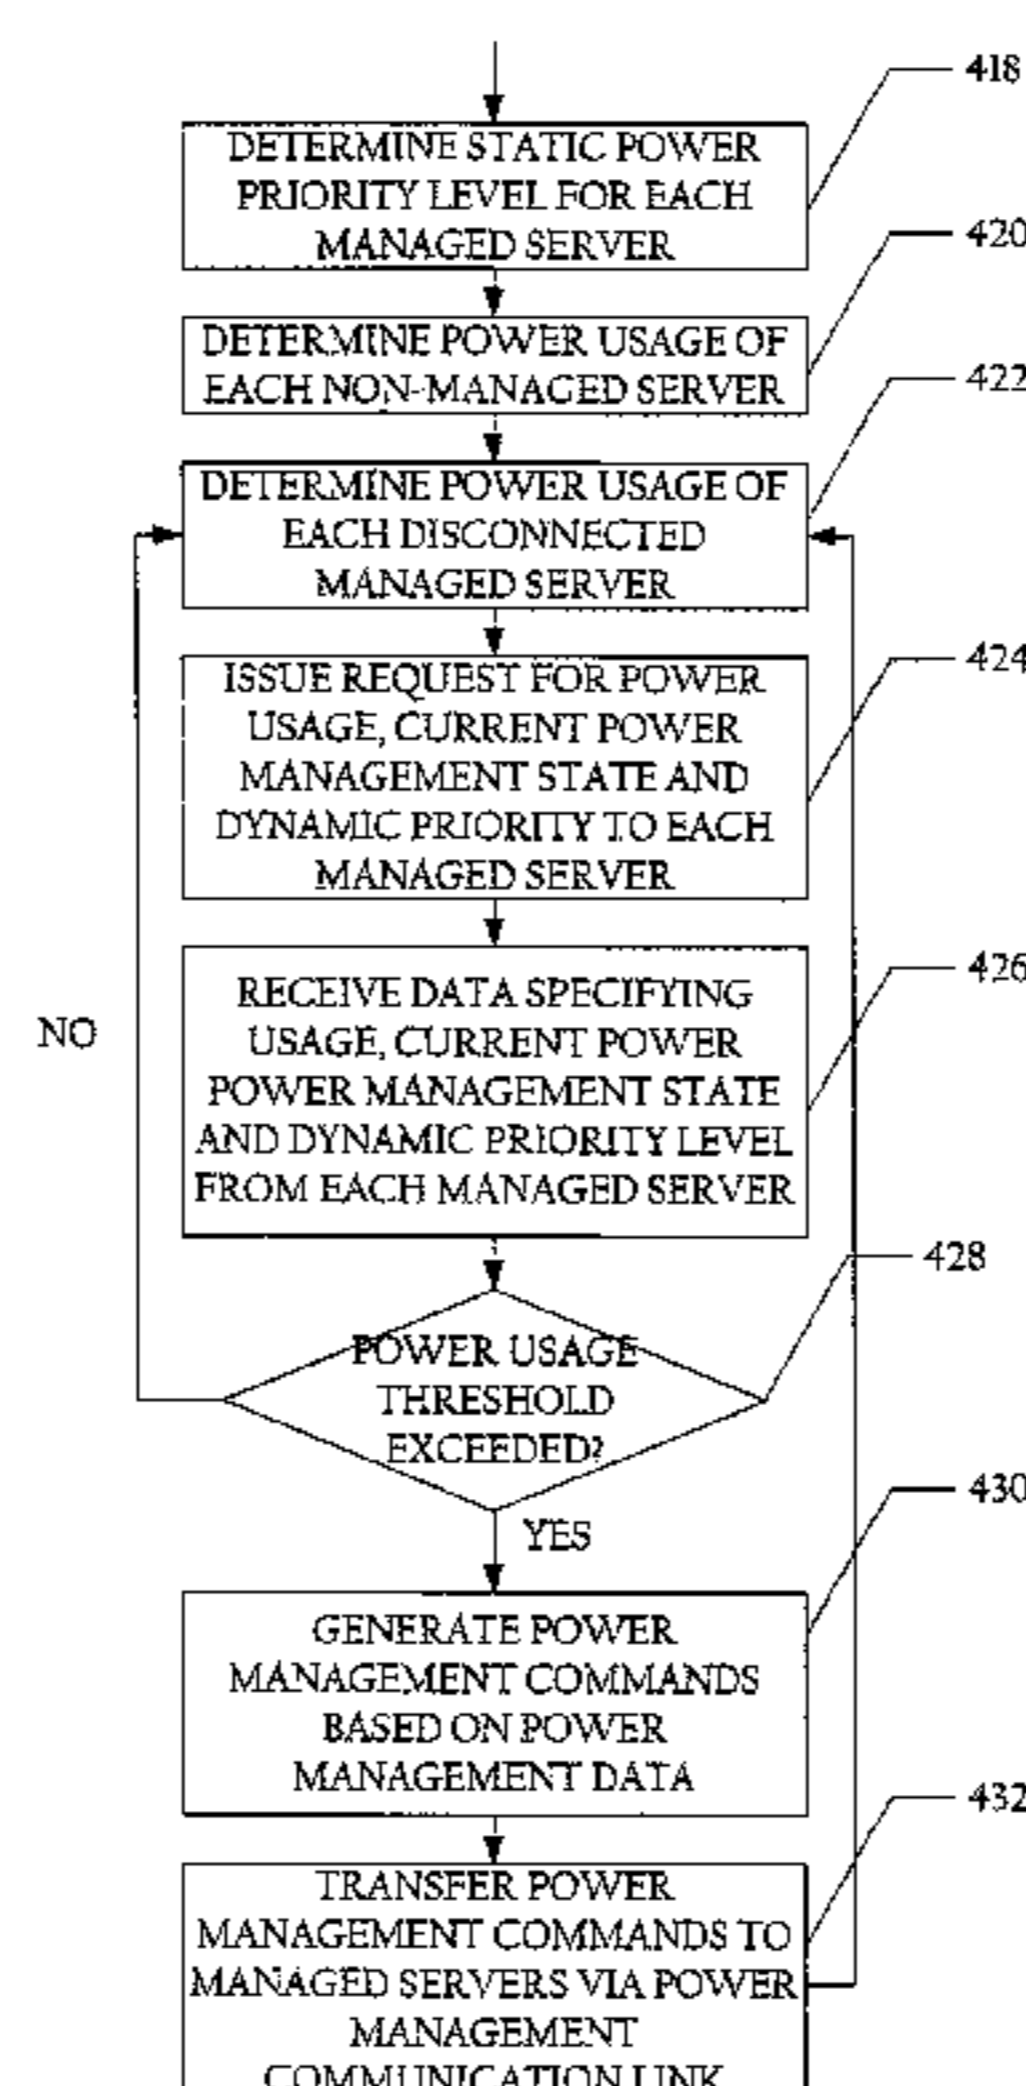 418
DETERMINE STATIC POWER
PRIORITY LEVEL FOR EACH
MANAGED SERVER
420
DETERMINE POWER USAGE OF
EACH NON-MANAGED SERVER
422
DETERMINE POWER USAGE OF
EACH DISCONNECTED
MANAGED SERVER
424
ISSUE REQUEST FOR POWER
USAGE, CURRENT POWER
MANAGEMENT STATE AND
DYNAMIC PRIORITY TO EACH
MANAGED SERVER
426
RECEIVE DATA SPECIFYING
USAGE, CURRENT POWER
POWER MANAGEMENT STATE
AND DYNAMIC PRIORITY LEVEL
FROM EACH MANAGED SERVER
NO
428
POWER USAGE
THRESHOLD
EXCEEDED?
YES
430
GENERATE POWER
MANAGEMENT COMMANDS
BASED ON POWER
MANAGEMENT DATA
432
TRANSFER POWER
MANAGEMENT COMMANDS TO
MANAGED SERVERS VIA POWER
MANAGEMENT
COMMUNICATION LINK